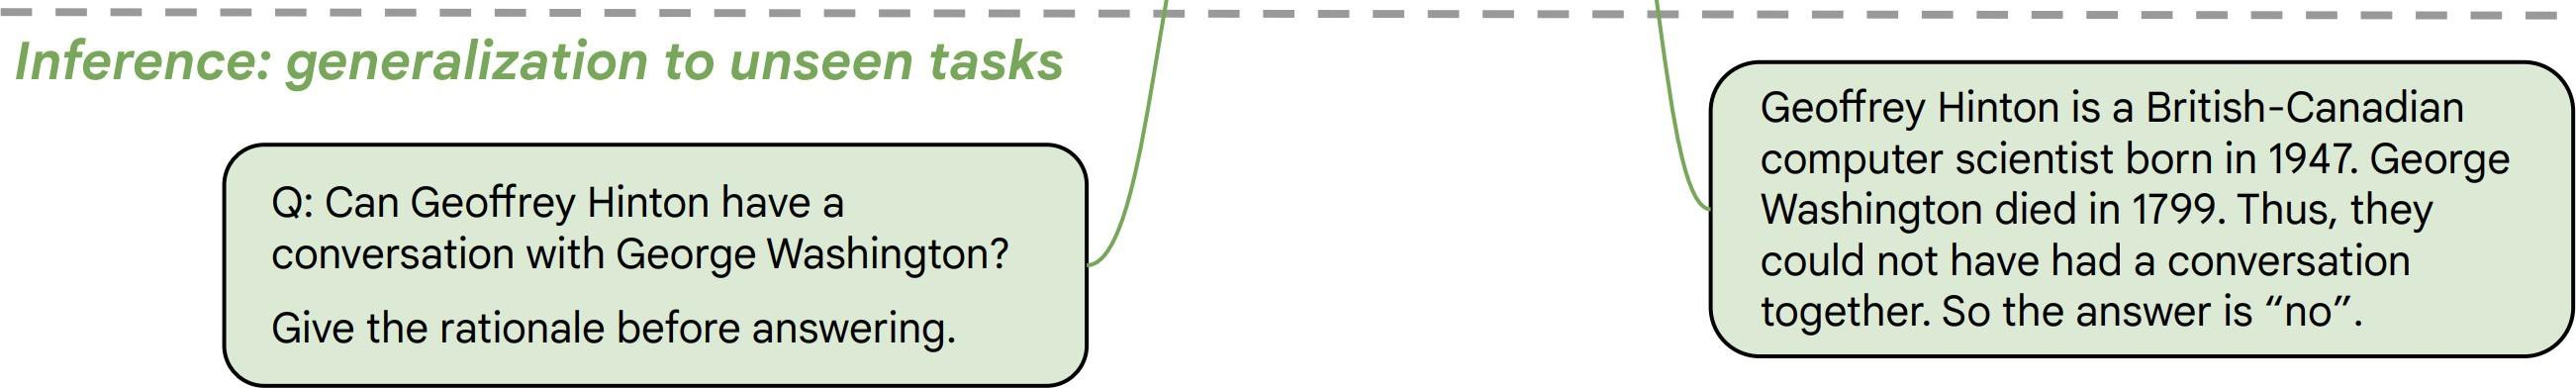 Inference: generalization to unseen tasks
Q: Can Geoffrey Hinton have a
conversation with George Washington?
Give the rationale before answering.
Geoffrey Hinton is a British-Canadian
computer scientist born in 1947. George
Washington died in 1799. Thus, they
could not have had a conversation
together. So the answer is “no”.